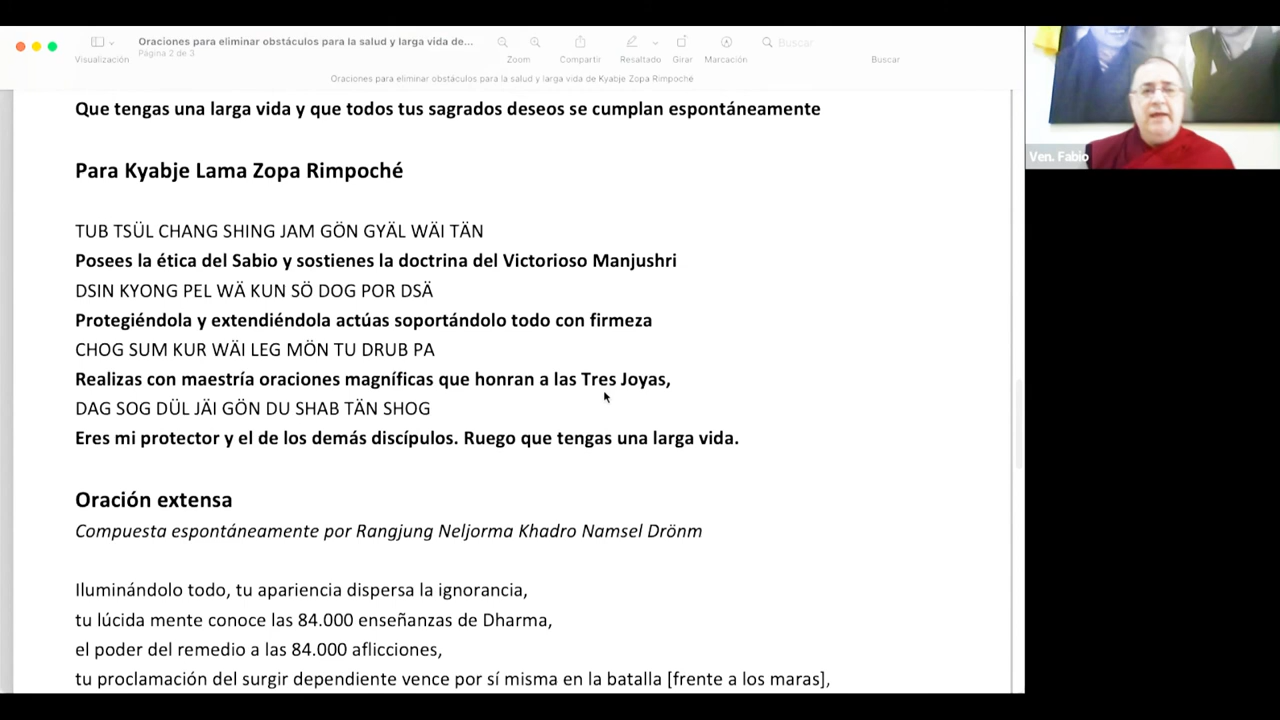 Oraciones para eliminar obstáculos para la salud y larga vida de...
Página 2 de 3
Visualización
Zoom
Compartir
Resaltado
Girar
Marcación
Buscar
Buscar
Oraciones para eliminar obstáculos para la salud y larga vida de Kyabje Zopa Rimpoché
Que tengas una larga vida y que todos tus sagrados deseos se cumplan espontáneamente
Para Kyabje Lama Zopa Rimpoché
TUB TSÜL CHANG SHING JAM GÖN GYÄL WÄI TÄN
Posees la ética del Sabio y sostienes la doctrina del Victorioso Manjushri
DSIN KYONG PEL WÄ KUN SÖ DOG POR DSÄ
Protegiéndola y extendiéndola actúas soportándolo todo con firmeza
CHOG SUM KUR WÄI LEG MÖN TU DRUB PA
Realizas con maestría oraciones magníficas que honran a las Tres Joyas,
DAG SOG DÜL JÄI GÖN DU SHAB TÄN SHOG
Eres mi protector y el de los demás discípulos. Ruego que tengas una larga vida.
Oración extensa
Compuesta espontáneamente por Rangjung Neljorma Khadro Namsel Drönm
Iluminándolo todo, tu apariencia dispersa la ignorancia,
tu lúcida mente conoce las 84.000 enseñanzas de Dharma,
el poder del remedio a las 84.000 aflicciones,
tu proclamación del surgir dependiente vence por sí misma en la batalla [frente a los maras],
Ven. Fabio